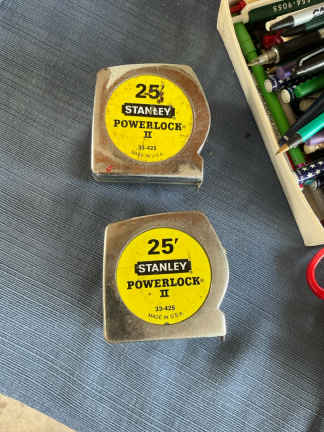 25'
STANLEY
POWERLOCK®
II
33-425
MADE IN U.S.A.
25'
STANLEY
POWERLOCK®
II
33-425
MADE IN U.S.A.